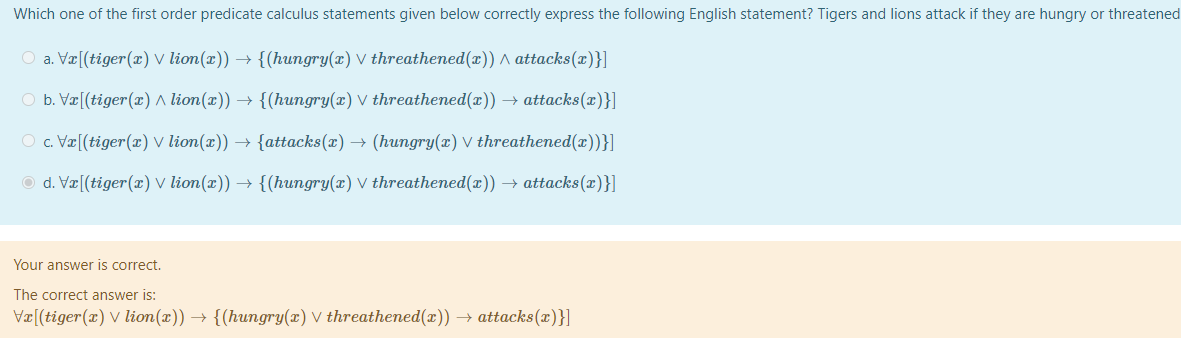 Which one of the first order predicate calculus statements given below correctly express the following English statement? Tigers and lions attack if they are hungry or threatened
a. ∀x[(tiger(x) ∨ lion(x)) → {(hungry(x) ∨ threathened(x)) ∧ attacks(x)}]
b. ∀x[(tiger(x) ∧ lion(x)) → {(hungry(x) ∨ threathened(x)) → attacks(x)}]
c. ∀x[(tiger(x) ∨ lion(x)) → {attacks(x) → (hungry(x) ∨ threathened(x))}]
d. ∀x[(tiger(x) ∨ lion(x)) → {(hungry(x) ∨ threathened(x)) → attacks(x)}]
Your answer is correct.
The correct answer is:
∀x[(tiger(x) ∨ lion(x)) → {(hungry(x) ∨ threathened(x)) → attacks(x)}]